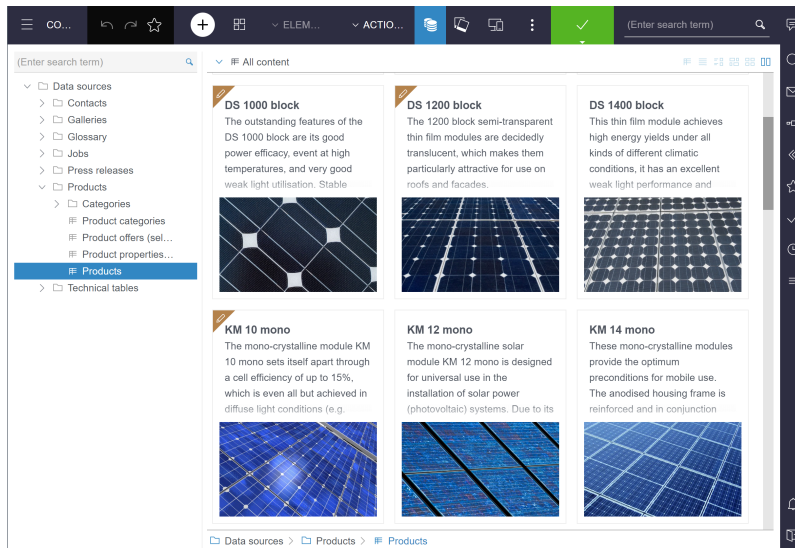 CO...
ELEM...
ACTIO...
(Enter search term)
(Enter search term)
All content
Data sources
Contacts
Galleries
Glossary
Jobs
Press releases
Products
Categories
Product categories
Product offers (sel...
Product properties...
Products
Technical tables
DS 1000 block
The outstanding features of the
DS 1000 block are its good
power efficacy, event at high
temperatures, and very good
weak light utilisation. Stable
DS 1200 block
The 1200 block semi-transparent
thin film modules are decidedly
translucent, which makes them
particularly attractive for use on
roofs and facades.
DS 1400 block
This thin film module achieves
high energy yields under all
kinds of different climatic
conditions, it has an excellent
weak light performance and
KM 10 mono
The mono-crystalline module KM
10 mono sets itself apart through
a cell efficiency of up to 15%,
which is even all but achieved in
diffuse light conditions (e.g.
KM 12 mono
The mono-crystalline solar
module KM 12 mono is designed
for universal use in the
installation of solar power
(photovoltaic) systems. Due to its
KM 14 mono
These mono-crystalline modules
provide the optimum
preconditions for mobile use.
The anodised housing frame is
reinforced and in conjunction
Data sources > Products > Products